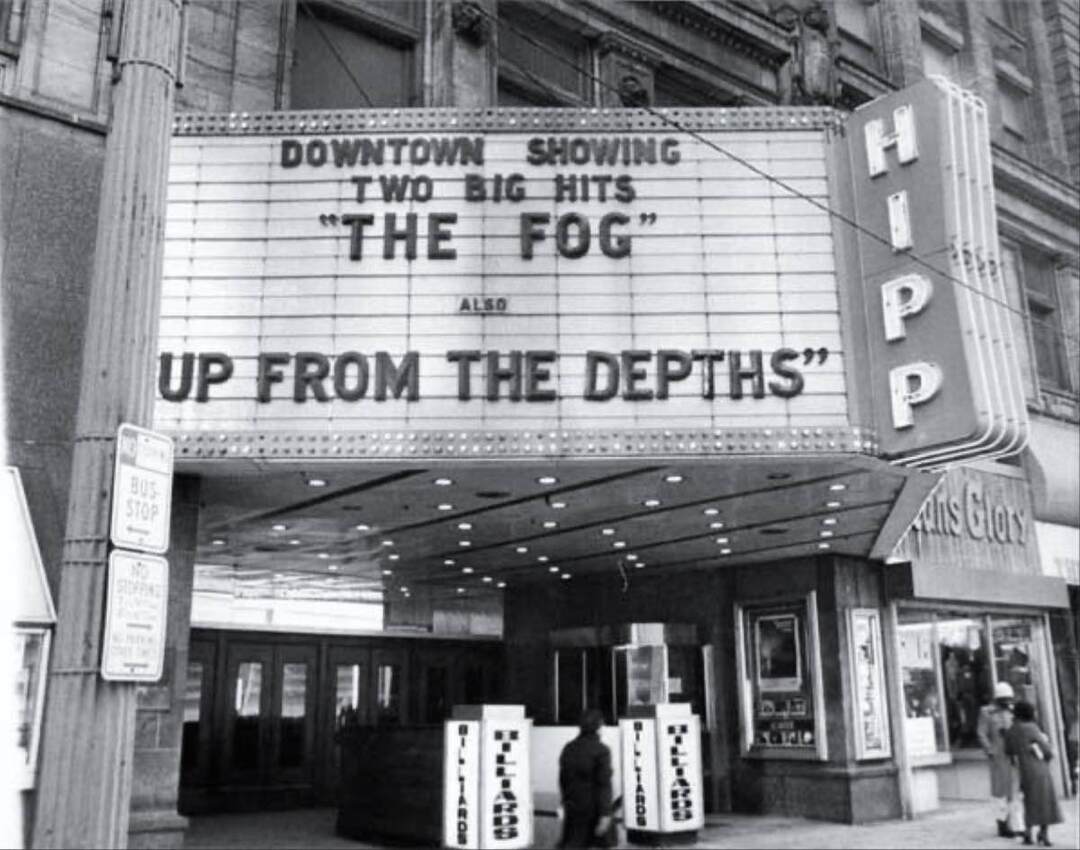 DOWNTOWN SHOWING
TWO BIG HITS
"THE FOG"
ALSO
UP FROM THE DEPTHS"
HIPP
BUS
STOP
NO
STOPPING
Glory
BILLIARDS
BILLIARDS
BILLIARDS
BILLIARDS